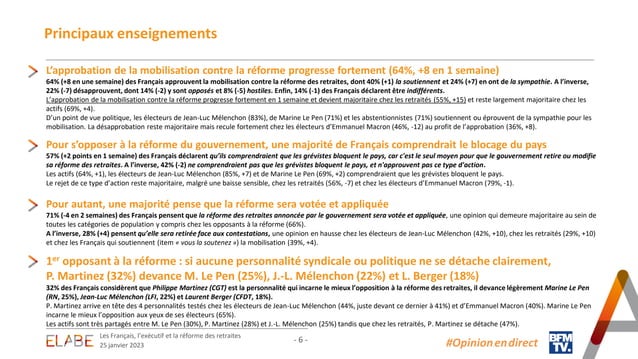 Principaux enseignements
L'approbation de la mobilisation contre la réforme progresse fortement (64%, +8 en 1 semaine)
64% (+8 en une semaine) des Français approuvent la mobilisation contre la réforme des retraites, dont 40% (+1) la soutiennent et 24% (+7) en ont de la sympathie. A l'inverse,
22% (-7) désapprouvent, dont 14% (-2) y sont opposés et 8% (-5) hostiles. Enfin, 14% (-1) des Français déclarent être indifférents.
L'approbation de la mobilisation contre la réforme progresse fortement en 1 semaine et devient majoritaire chez les retraités (55%, +15) et reste largement majoritaire chez les
actifs (69%, +4).
D'un point de vue politique, les électeurs de Jean-Luc Mélenchon (83%), de Marine Le Pen (71%) et les abstentionnistes (71%) soutiennent ou éprouvent de la sympathie pour les
mobilisation. La désapprobation reste majoritaire mais recule fortement chez les électeurs d'Emmanuel Macron (46%, -12) au profit de l'approbation (36%, +8).
Pour s'opposer à la réforme du gouvernement, une majorité de Français comprendrait le blocage du pays
57% (+2 points en 1 semaine) des Français déclarent qu'ils comprendraient que les grévistes bloquent le pays, car c'est le seul moyen pour que le gouvernement retire ou modifie
sa réforme des retraites. A l'inverse, 42% (-2) ne comprendraient pas que les grévistes bloquent le pays, et n'approuvent pas ce type d'action.
Les actifs (64%, +1), les électeurs de Jean-Luc Mélenchon (85%, +7) et de Marine Le Pen (69%, +2) comprendraient que les grévistes bloquent le pays.
Le rejet de ce type d'action reste majoritaire, malgré une baisse sensible, chez les retraités (56%, -7) et chez les électeurs d'Emmanuel Macron (79%, -1).
Pour autant, une majorité pense que la réforme sera votée et appliquée
71% (-4 en 2 semaines) des Français pensent que la réforme des retraites annoncée par le gouvernement sera votée et appliquée, une opinion qui demeure majoritaire au sein de
toutes les catégories de population y compris chez les opposants à la réforme (66%).
A l'inverse, 28% (+4) pensent qu'elle sera retirée face aux contestations, une opinion en hausse chez les électeurs de Jean-Luc Mélenchon (42%, +10), chez les retraités (29%, +10)
et chez les Français qui soutiennent (item « vous la soutenez ») la mobilisation (39%, +4).
1er opposant à la réforme : si aucune personnalité syndicale ou politique ne se détache clairement,
P. Martinez (32%) devance M. Le Pen (25%), J.-L. Mélenchon (22%) et L. Berger (18%)
32% des Français considèrent que Philippe Martinez (CGT) est la personnalité qui incarne le mieux l'opposition à la réforme des retraites, il devance légèrement Marine Le Pen
(RN, 25%), Jean-Luc Mélenchon (LFI, 22%) et Laurent Berger (CFDT, 18%).
P. Martinez arrive en tête des 4 personnalités testés chez les électeurs de Jean-Luc Mélenchon (44%, juste devant ce dernier à 41%) et d'Emmanuel Macron (40%). Marine Le Pen
incarne le mieux l'opposition aux yeux de ses électeurs (65%).
Les actifs sont très partagés entre M. Le Pen (30%), P. Martinez (28%) et J.-L. Mélenchon (25%) tandis que chez les retraités, P. Martinez se détache (47%).
ELABE
Les Français, l'exécutif et la réforme des retraites
25 janvier 2023
- 6 -
#Opinion en direct
BFM
TV.